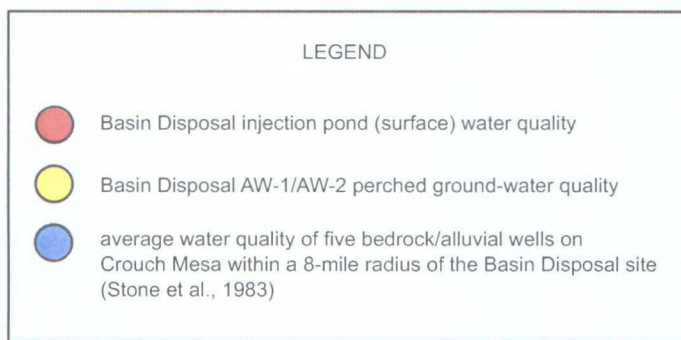 LEGEND
Basin Disposal injection pond (surface) water quality
Basin Disposal AW-1/AW-2 perched ground-water quality
average water quality of five bedrock/alluvial wells on
Crouch Mesa within a 8-mile radius of the Basin Disposal site
(Stone et al., 1983)